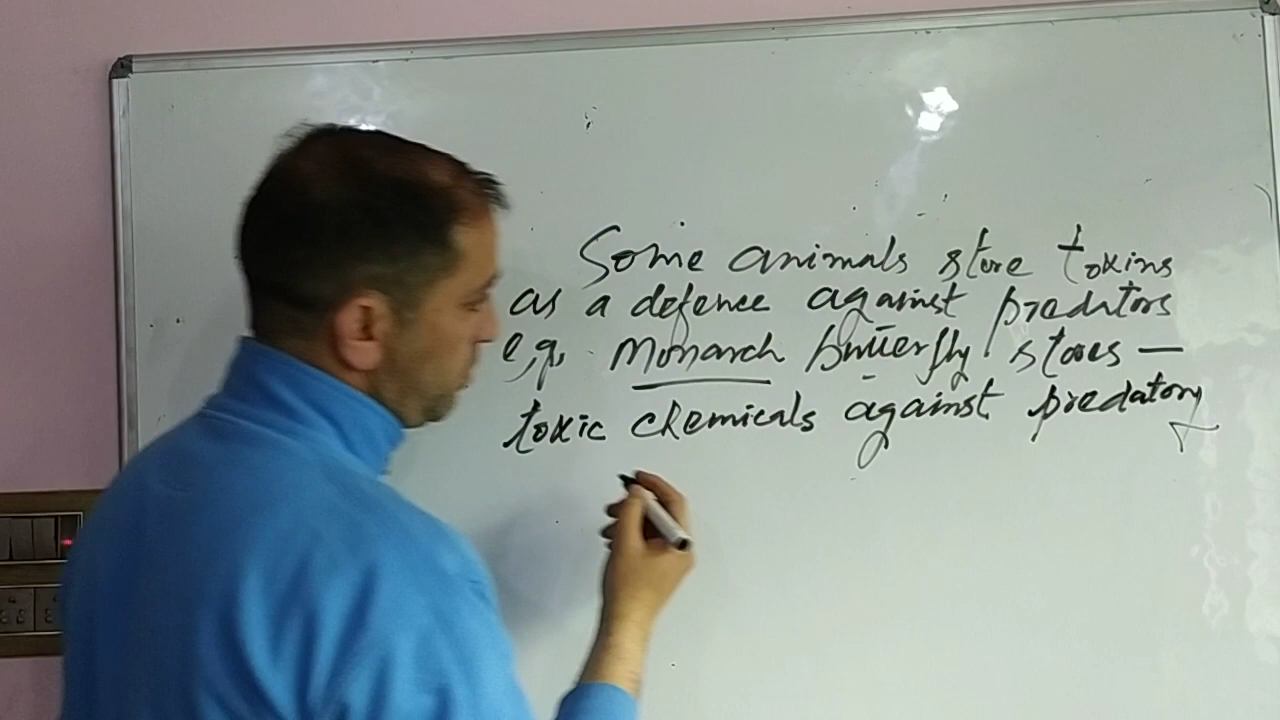 Some animals store toxins
as a defence against predators
e.g. Monarch butterfly stores —
toxic chemicals against predatory